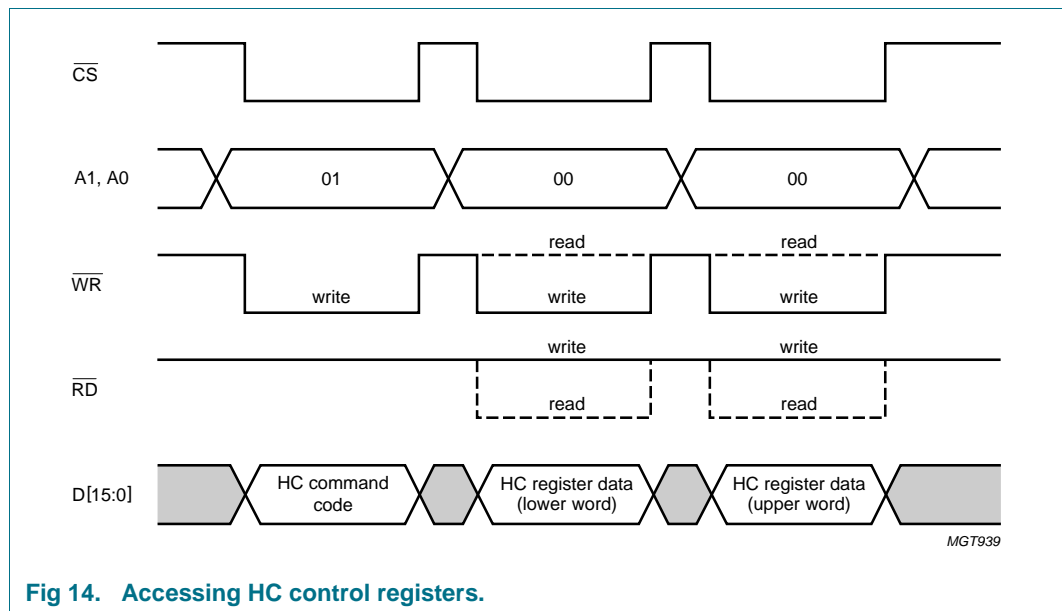 CS
A1, A0
01
00
00
read
read
WR
write
write
write
write
write
RD
read
read
D[15:0]
HC command
code
HC register data
(lower word)
HC register data
(upper word)
MGT939
Fig 14. Accessing HC control registers.